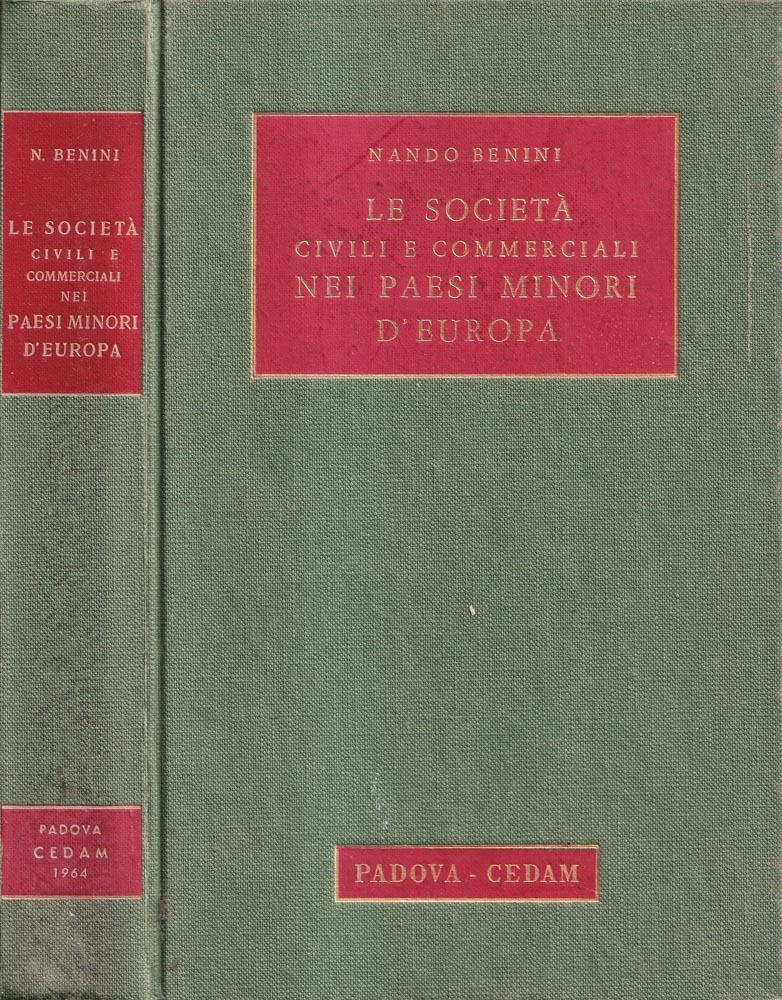 N. BENINI
LE SOCIETÀ
CIVILI E
COMMERCIALI
NEI
PAESI MINORI
D'EUROPA
PADOVA
CEDAM
1964
NANDO BENINI
LE SOCIETÀ
CIVILI E COMMERCIALI
NEI PAESI MINORI
D'EUROPA
PADOVA - CEDAM